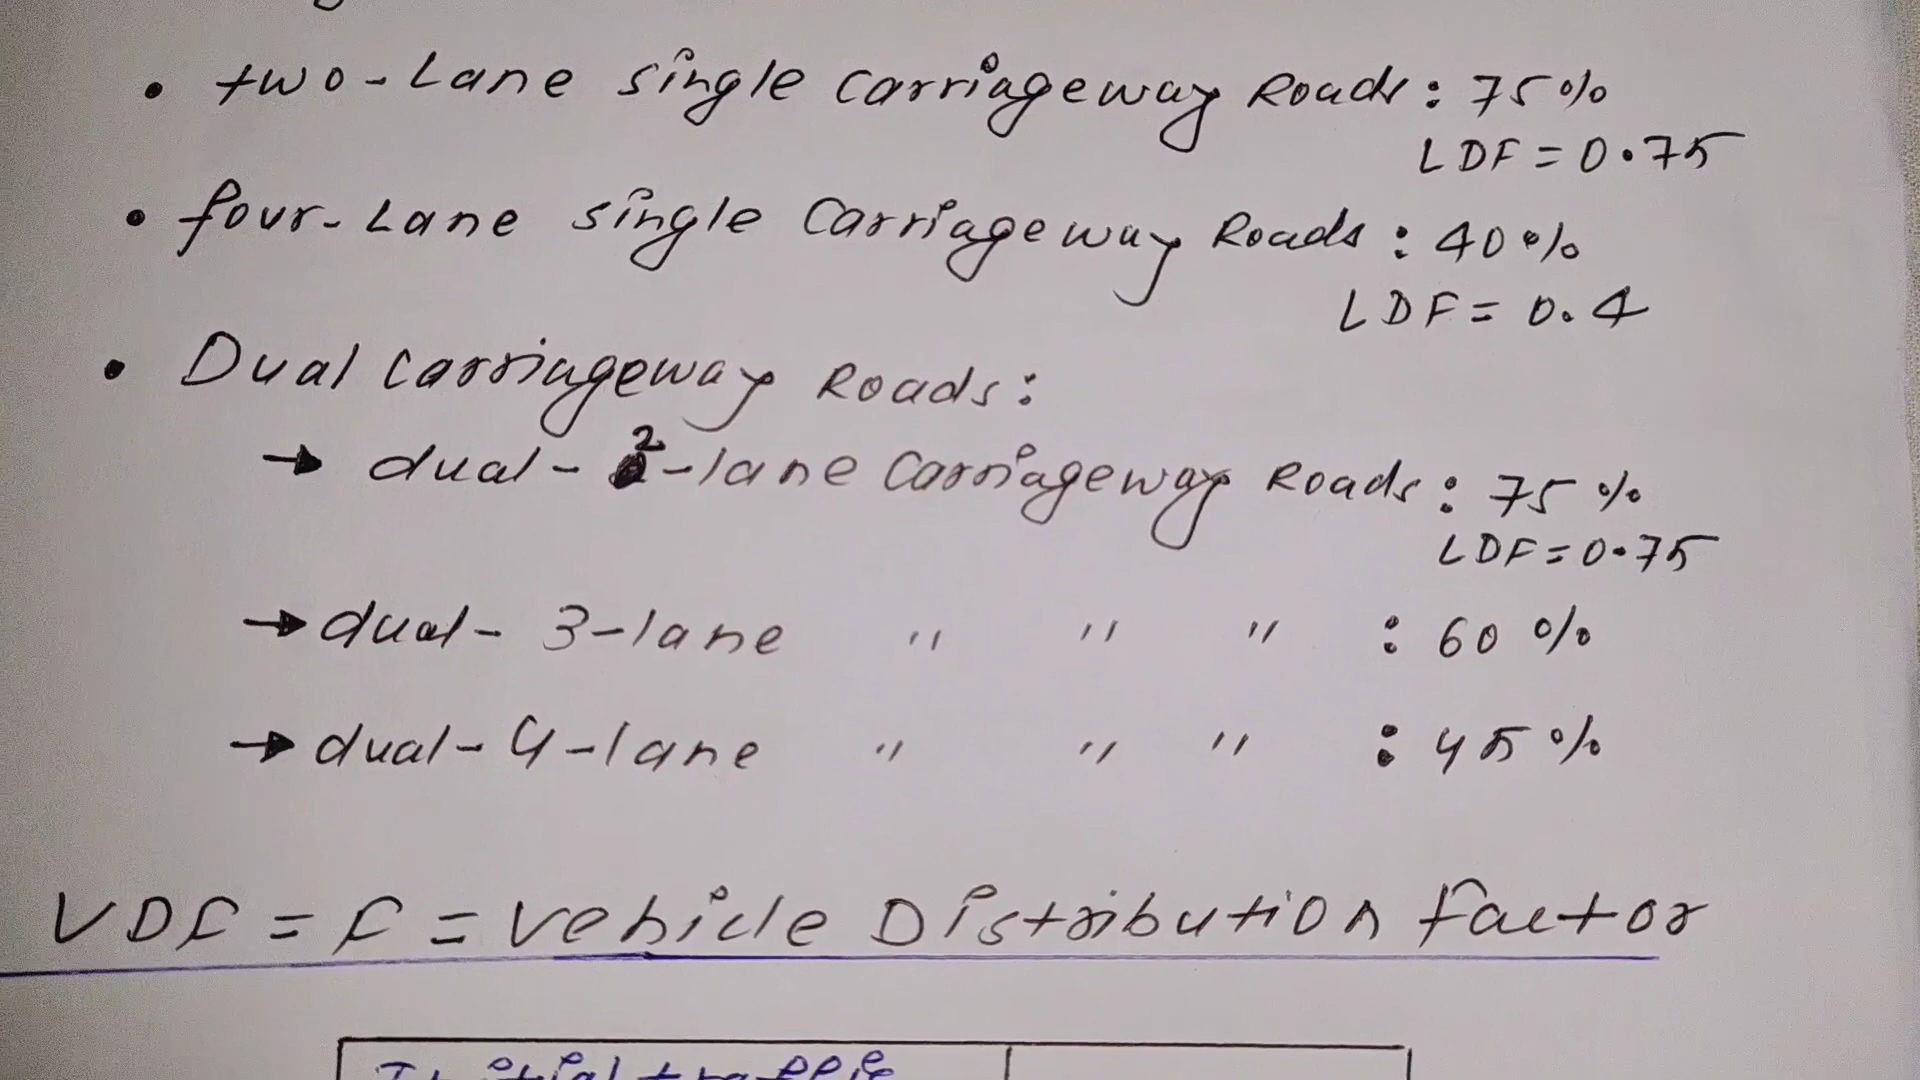 • two-Lane single carriageway Roads : 75%
LDF = 0.75
• four-Lane single Carriageway Roads : 40%
LDF = 0.4
• Dual carriageway Roads :
→ dual-2-lane Carriageway Roads : 75%
LDF = 0.75
→ dual-3-lane " " " : 60%
→ dual-4-lane " " " : 45%
VDF = F = Vehicle Distribution factor
Initial traffic